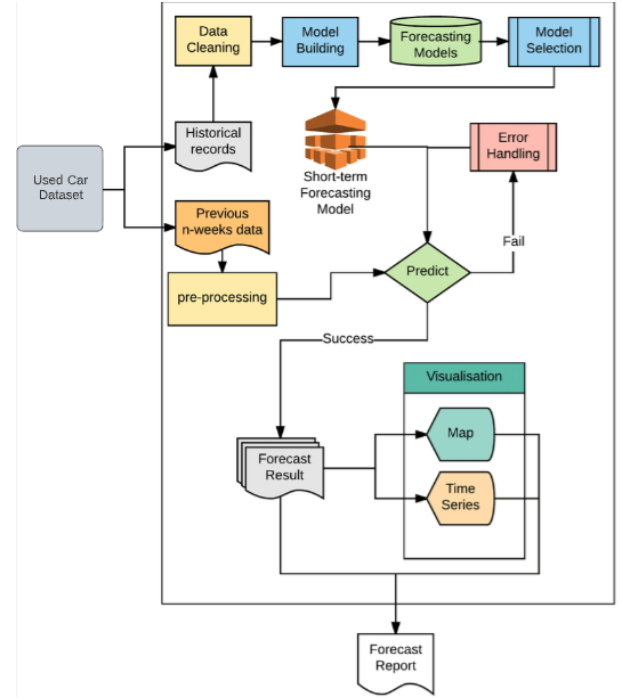 Data
Cleaning
Model
Building
Forecasting
Models
Model
Selection
Historical
records
Short-term
Forecasting
Model
Error
Handling
Used Car
Dataset
Previous
n-weeks data
pre-processing
Predict
Fail
Success
Visualisation
Map
Time
Series
Forecast
Result
Forecast
Report